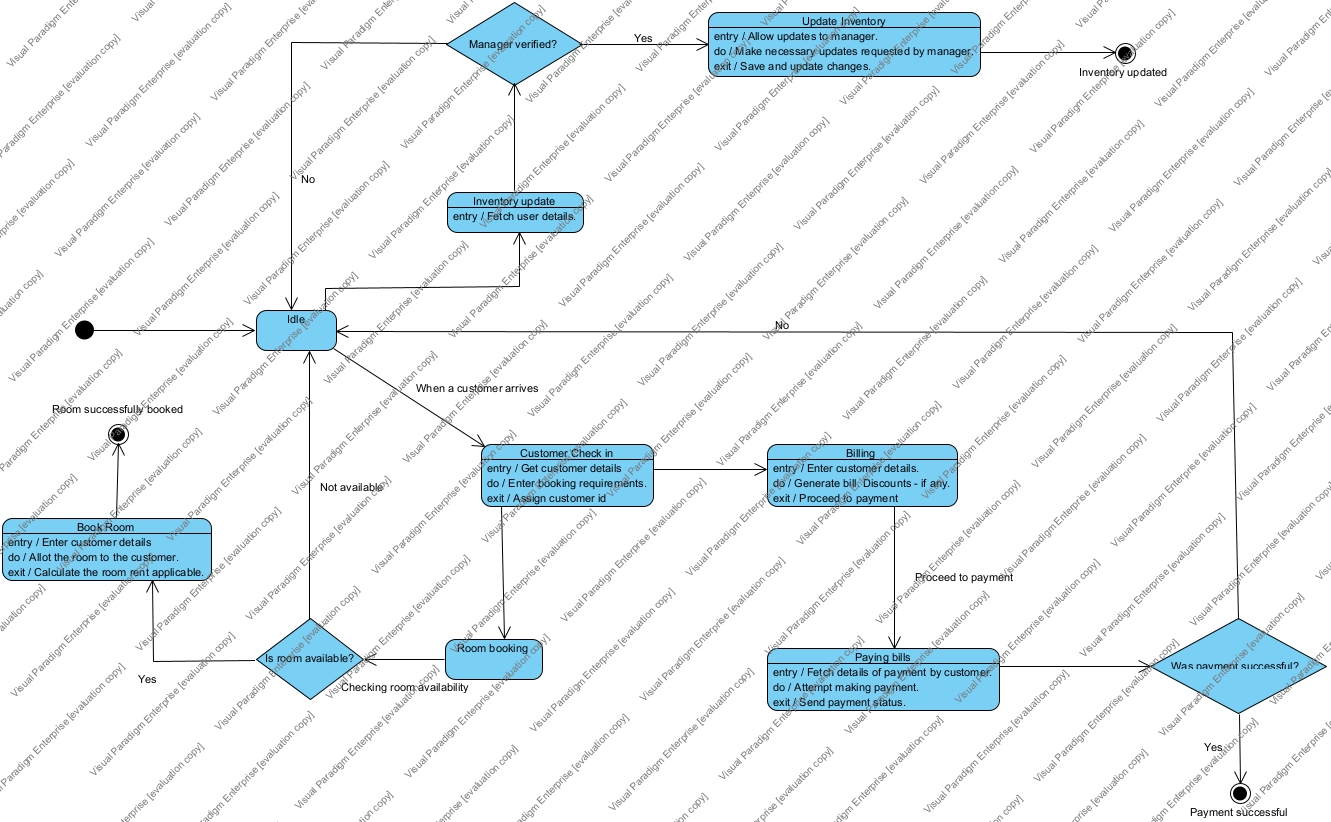 Manager verified?
Yes
Update Inventory
entry / Allow updates to manager.
do / Make necessary updates requested by manager.
exit / Save and update changes.
Inventory updated
No
Inventory update
entry / Fetch user details.
Idle
No
When a customer arrives
Room successfully booked
Customer Check in
entry / Get customer details
do / Enter booking requirements.
exit / Assign customer id
Billing
entry / Enter customer details.
do / Generate bill. Discounts - if any.
exit / Proceed to payment
Not available
Book Room
entry / Enter customer details
do / Allot the room to the customer.
exit / Calculate the room rent applicable.
Proceed to payment
Room booking
Is room available?
Checking room availability
Yes
Paying bills
entry / Fetch details of payment by customer.
do / Attempt making payment.
exit / Send payment status.
Was payment successful?
Yes
Payment successful
Visual Paradigm Enterprise [evaluation copy]